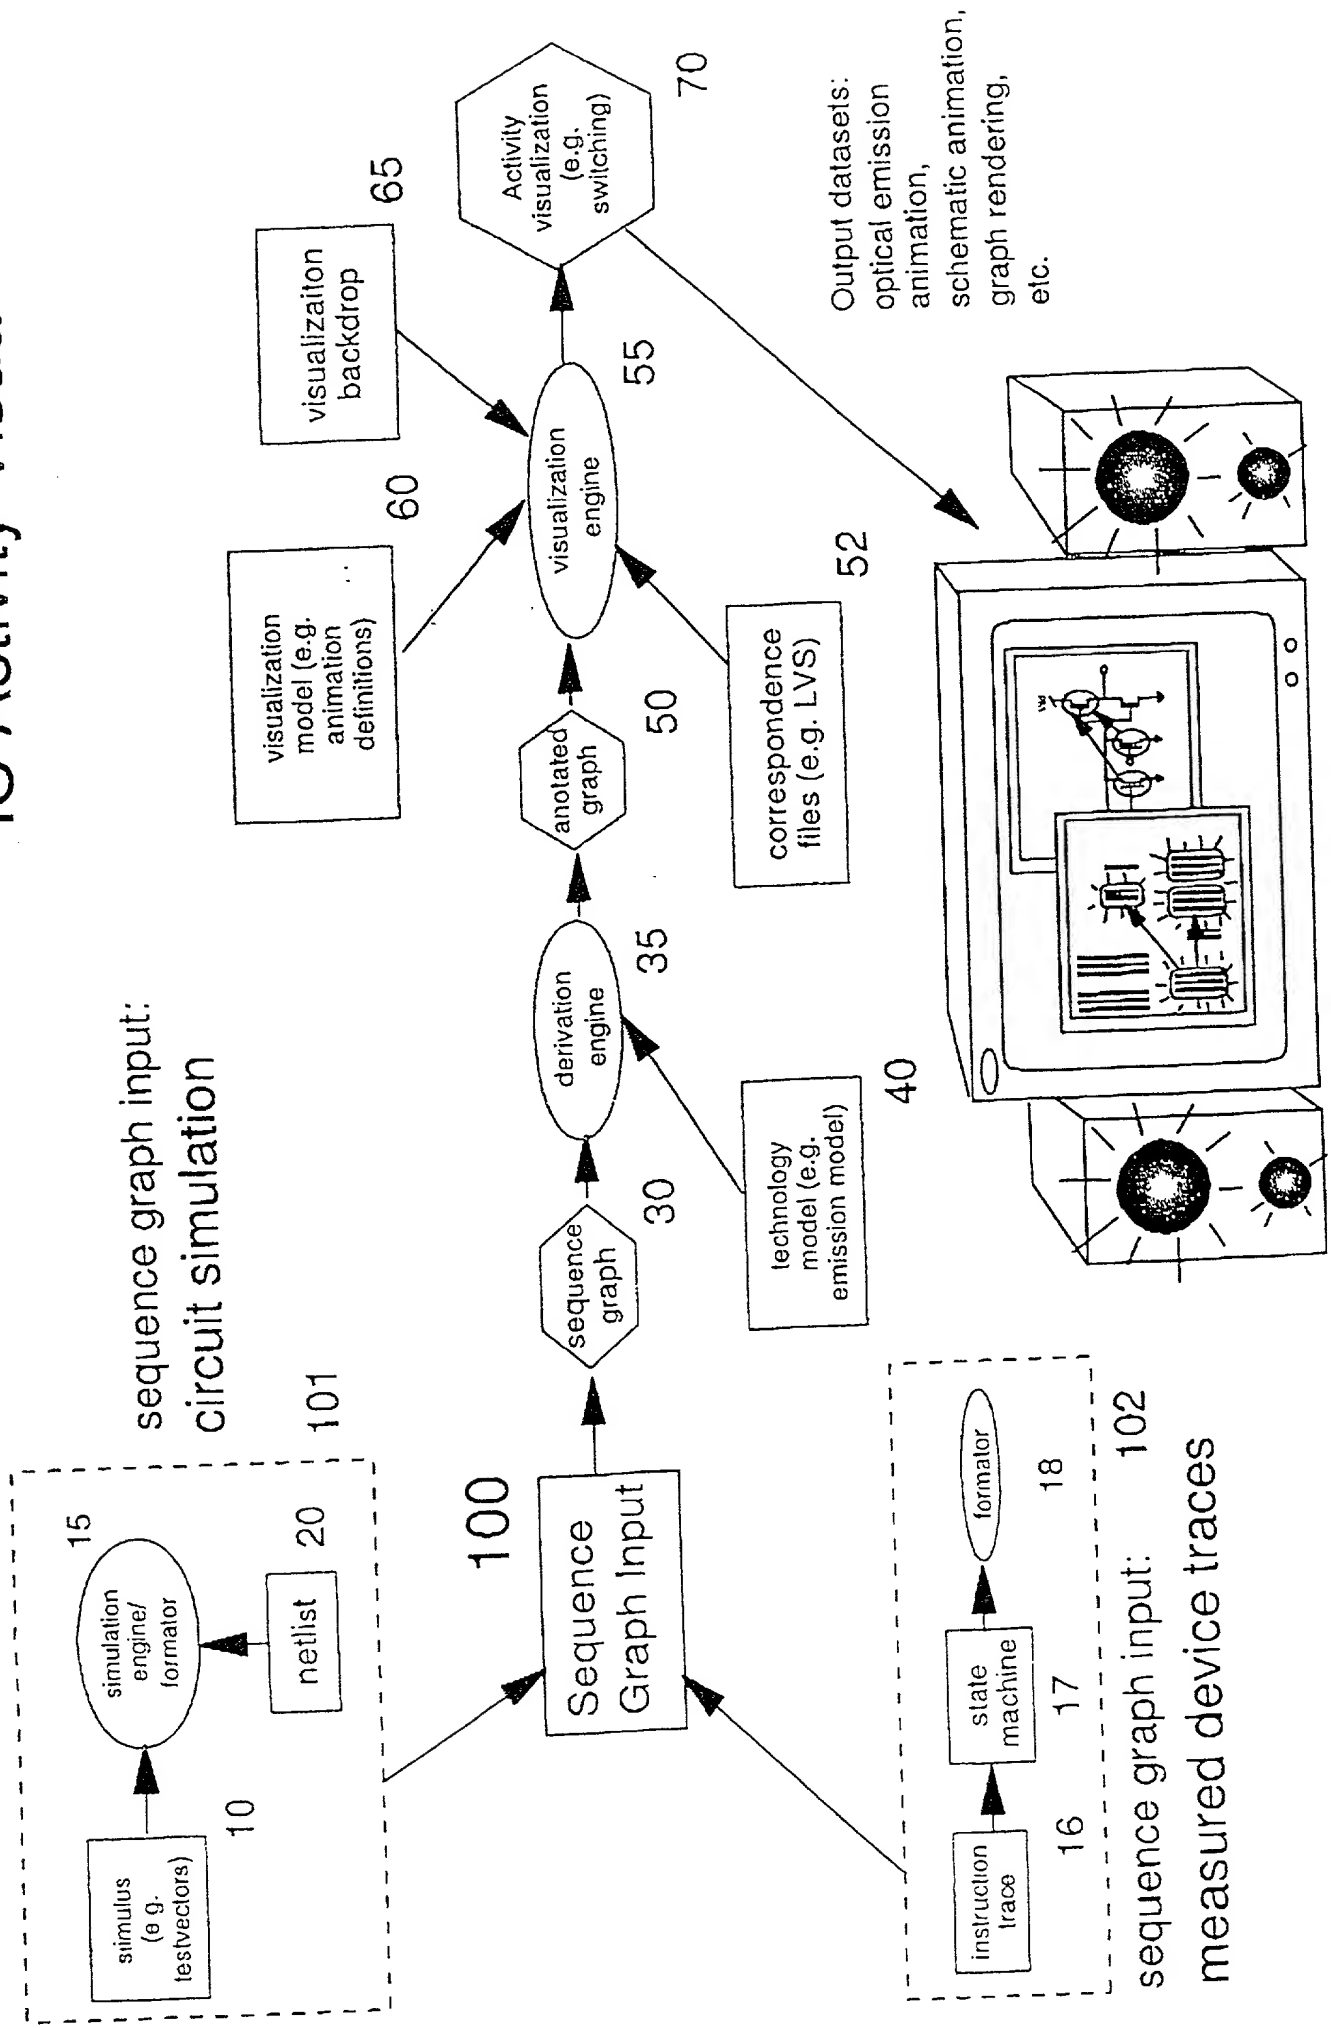 IC Activity
sequence graph input:
circuit simulation
101
stimulus
(e g.
testvectors)
10
simulation
engine/
formator
15
netlist
20
100
Sequence
Graph Input
sequence
graph
30
derivation
engine
35
technology
model (e.g.
emission model)
40
anotated
graph
50
visualization
model (e.g.
animation
definitions)
60
visualizaiton
backdrop
65
visualization
engine
55
correspondence
files (e.g. LVS)
52
Activity
visualization
(e.g.
switching)
70
Output datasets:
optical emission
animation,
schematic animation,
graph rendering,
etc.
instruction
trace
16
state
machine
17
formator
18
sequence graph input:
102
measured device traces